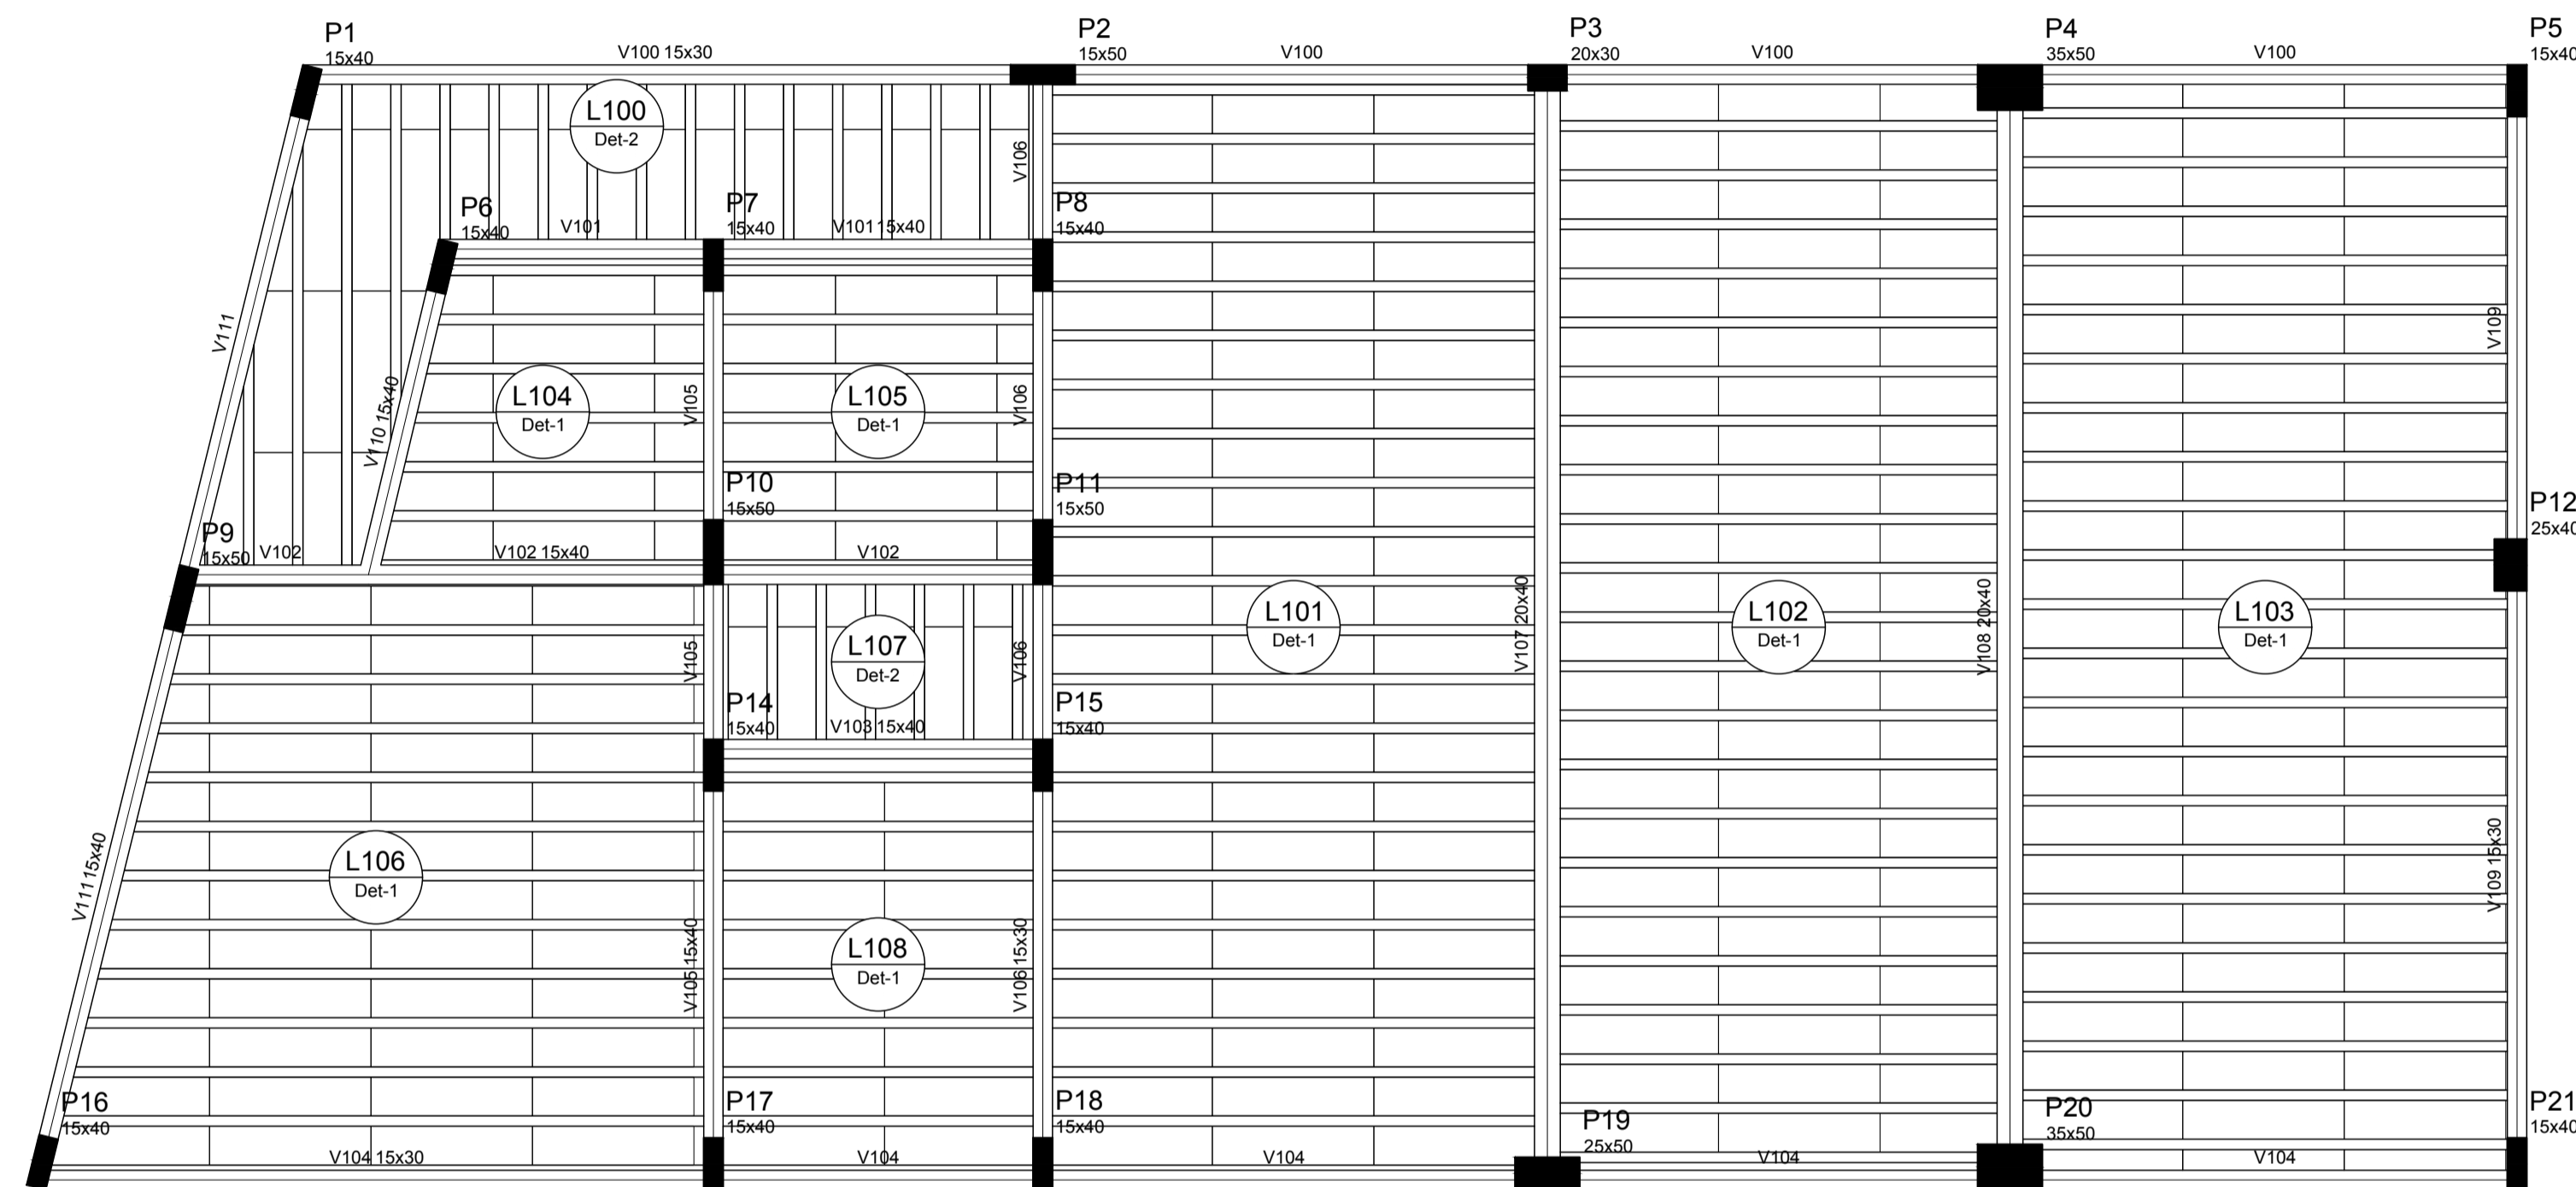 P1
15x40
V100 15x30
P2
15x50
V100
P3
20x30
V100
P4
35x50
V100
P5
15x40
L100
Det-2
V106
P6
15x40
V101
P7
15x40
V101 15x40
P8
15x40
V111
V110 15x40
L104
Det-1
V105
L105
Det-1
V106
V109
P9
15x50
V102
V102 15x40
P10
15x50
V102
P11
15x50
P12
25x40
L101
Det-1
V107 20x40
L102
Det-1
V108 20x40
L103
Det-1
V105
L107
Det-2
V106
P14
15x40
V103 15x40
P15
15x40
V111 15x40
L106
Det-1
V105 15x40
L108
Det-1
V106 15x30
V109 15x30
P16
15x40
V104 15x30
P17
15x40
V104
P18
15x40
V104
P19
25x50
V104
P20
35x50
V104
P21
15x40